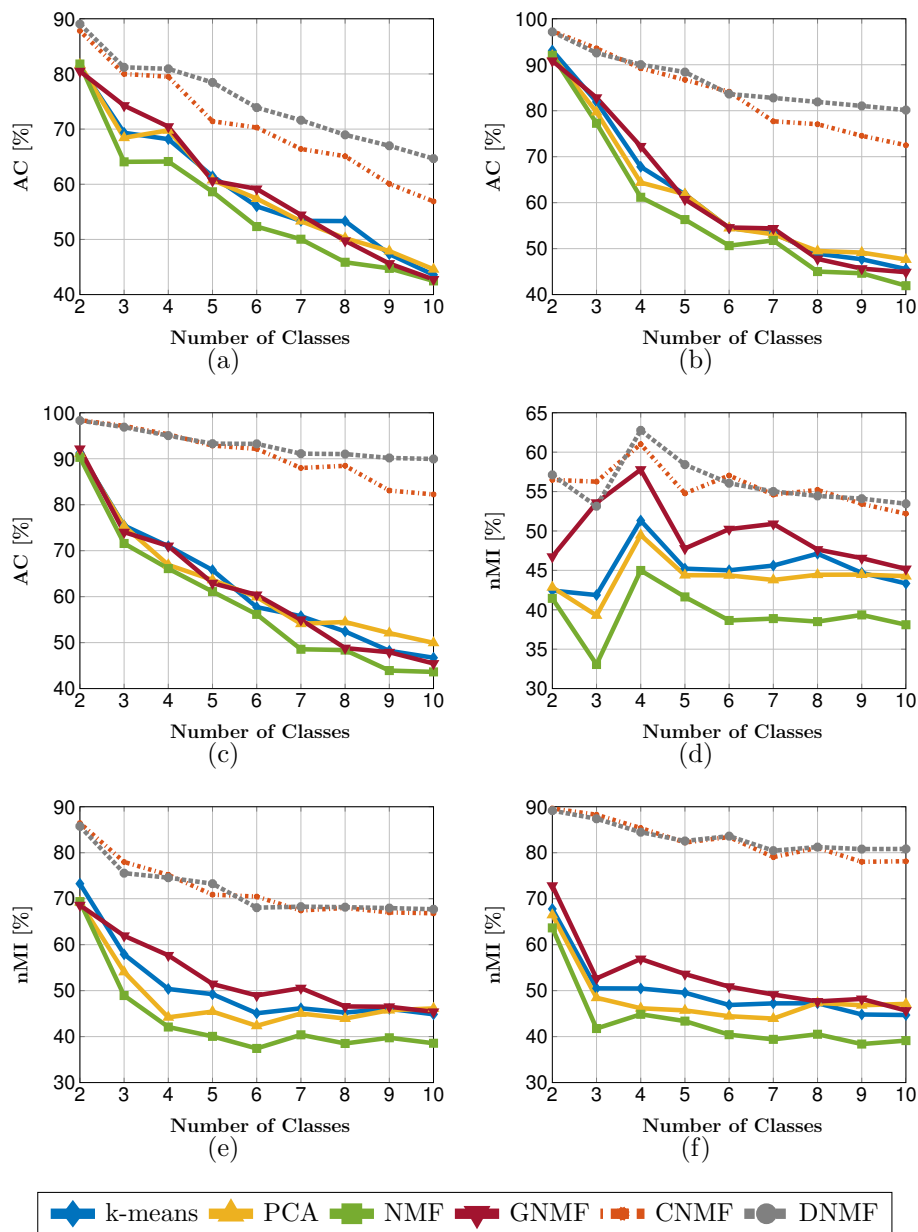 90
80
70
60
50
40
AC [%]
2 3 4 5 6 7 8 9 10
Number of Classes
(a)
100
90
80
70
60
50
40
AC [%]
2 3 4 5 6 7 8 9 10
Number of Classes
(b)
100
90
80
70
60
50
40
AC [%]
2 3 4 5 6 7 8 9 10
Number of Classes
(c)
65
60
55
50
45
40
35
30
nMI [%]
2 3 4 5 6 7 8 9 10
Number of Classes
(d)
90
80
70
60
50
40
30
nMI [%]
2 3 4 5 6 7 8 9 10
Number of Classes
(e)
90
80
70
60
50
40
30
nMI [%]
2 3 4 5 6 7 8 9 10
Number of Classes
(f)
k-means PCA NMF GNMF CNMF DNMF